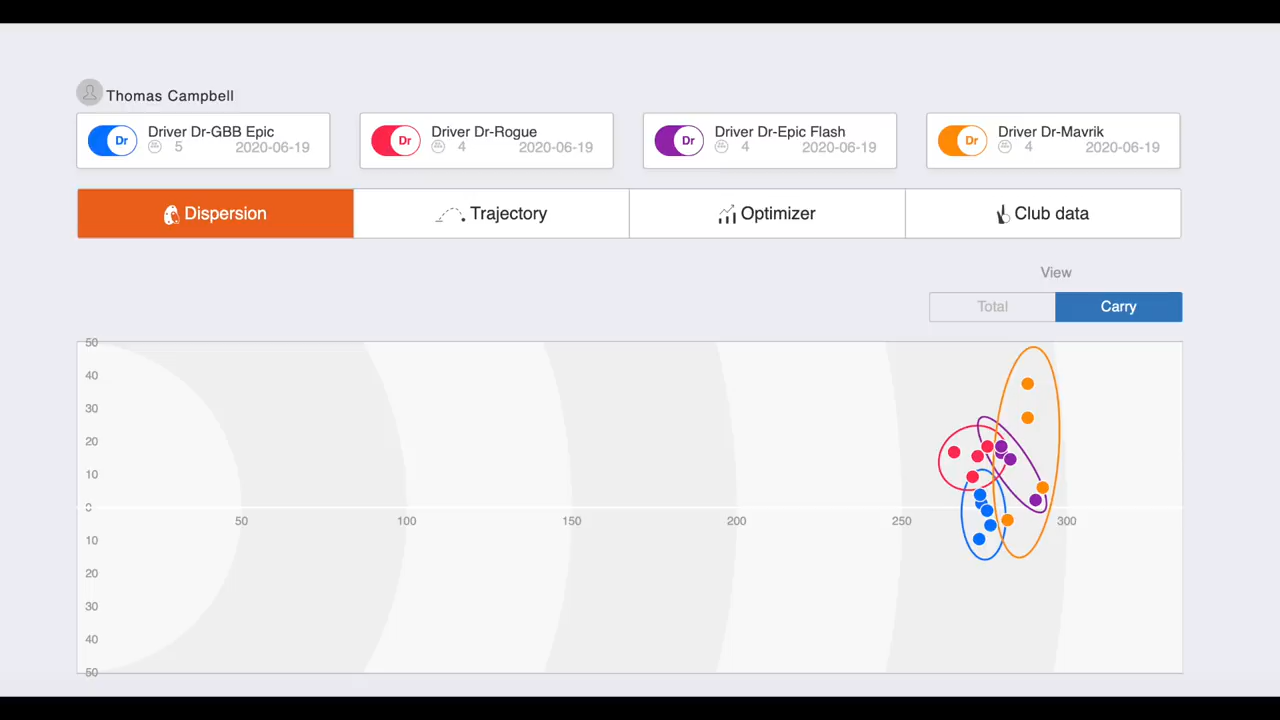 Thomas Campbell
Dr Driver Dr-GBB Epic
5 2020-06-19
Dr Driver Dr-Rogue
4 2020-06-19
Dr Driver Dr-Epic Flash
4 2020-06-19
Dr Driver Dr-Mavrik
4 2020-06-19
Dispersion Trajectory Optimizer Club data
View
Total Carry
50
40
30
20
10
0
50 100 150 200 250 300
10
20
30
40
50